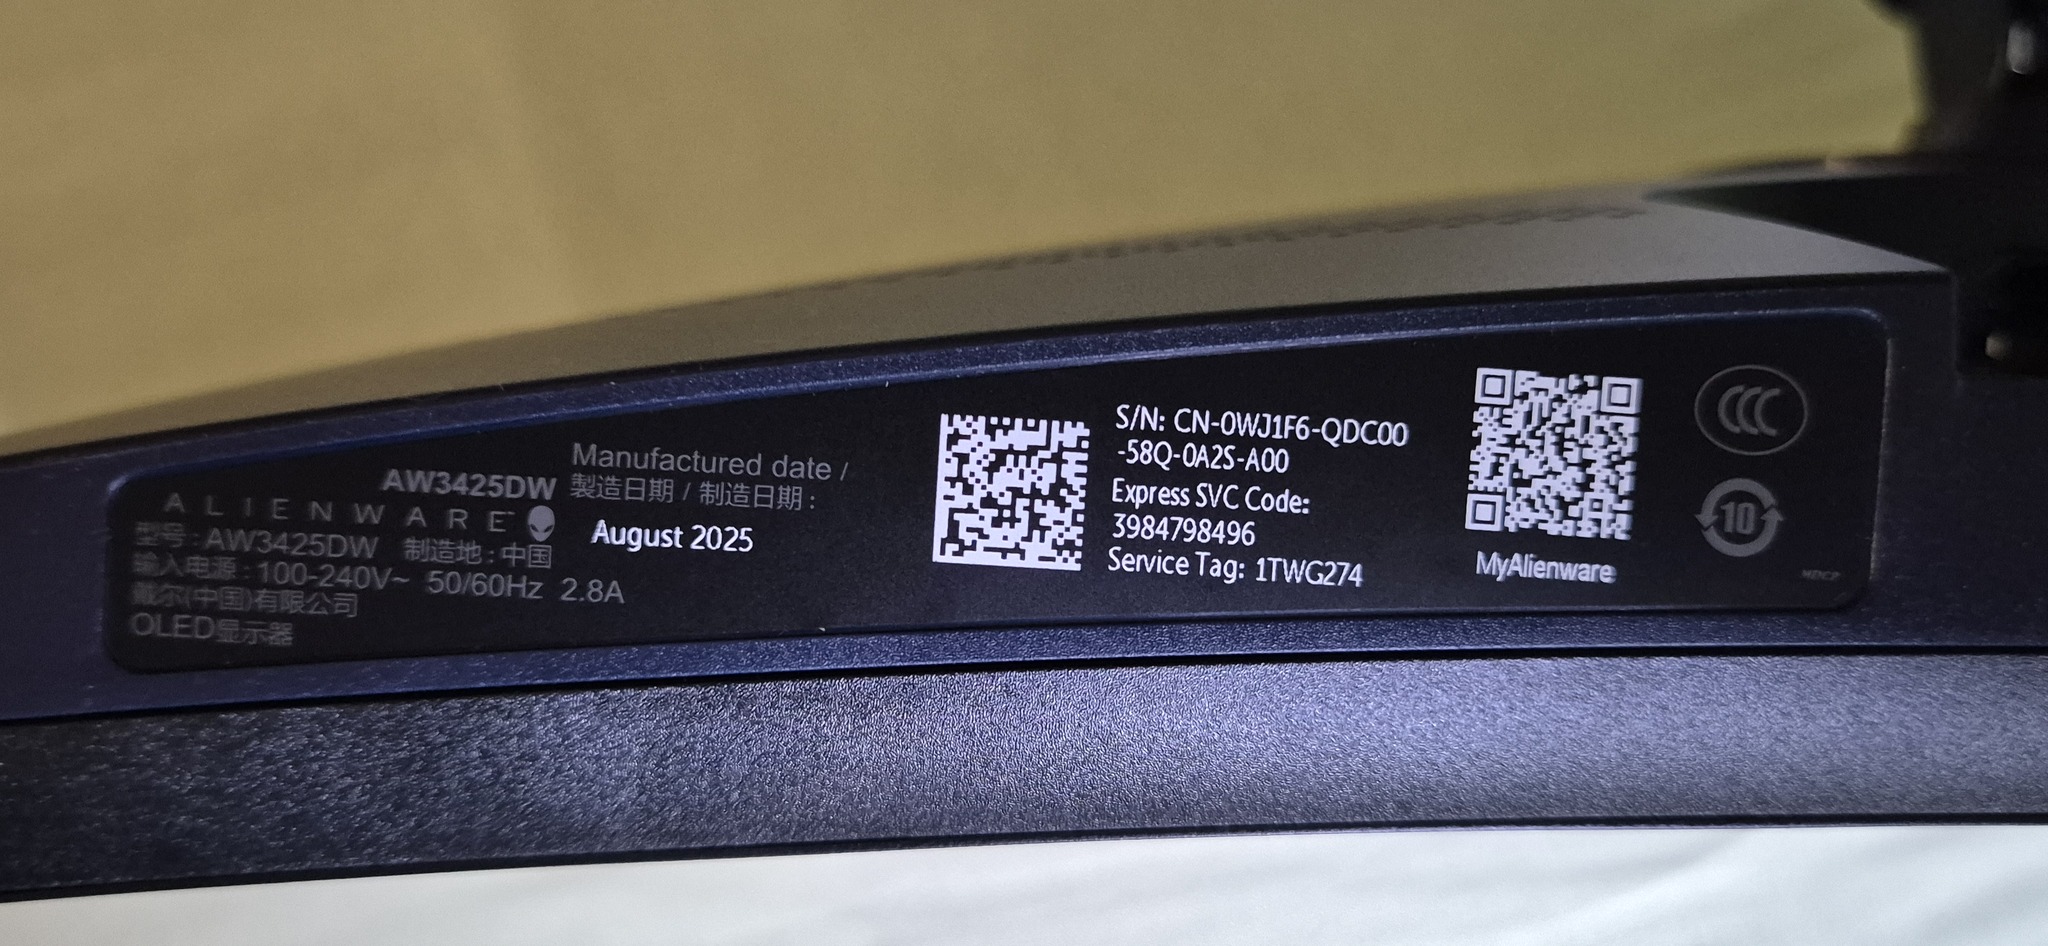 AW3425DW
ALIENWARE
型号：AW3425DW 制造地：中国
输入电源：100-240V~ 50/60Hz 2.8A
戴尔(中国)有限公司
OLED显示器
Manufactured date /
製造日期 / 制造日期：
August 2025
S/N: CN-0WJ1F6-QDC00
-58Q-0A2S-A00
Express SVC Code:
3984798496
Service Tag: 1TWG274
MyAlienware
CCC
10